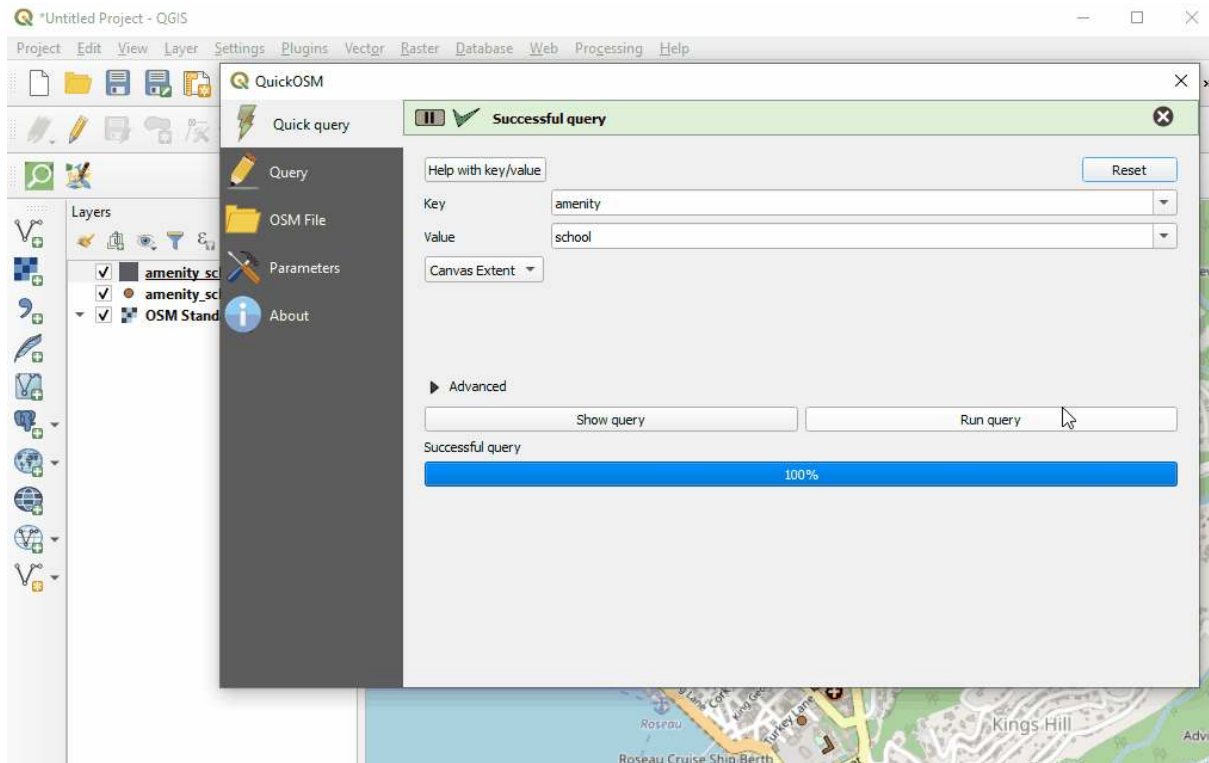 *Untitled Project - QGIS
Project Edit View Layer Settings Plugins Vector Raster Database Web Processing Help
QuickOSM
Quick query
Successful query
Query
Help with key/value
Reset
Key
amenity
Layers
OSM File
Value
school
Parameters
Canvas Extent
amenity_sc
amenity_scl
OSM Stand
About
Advanced
Show query
Run query
Successful query
100%
Roseau
Turkey Lane
Kings Hill
Roseau Cruise Ship Berth